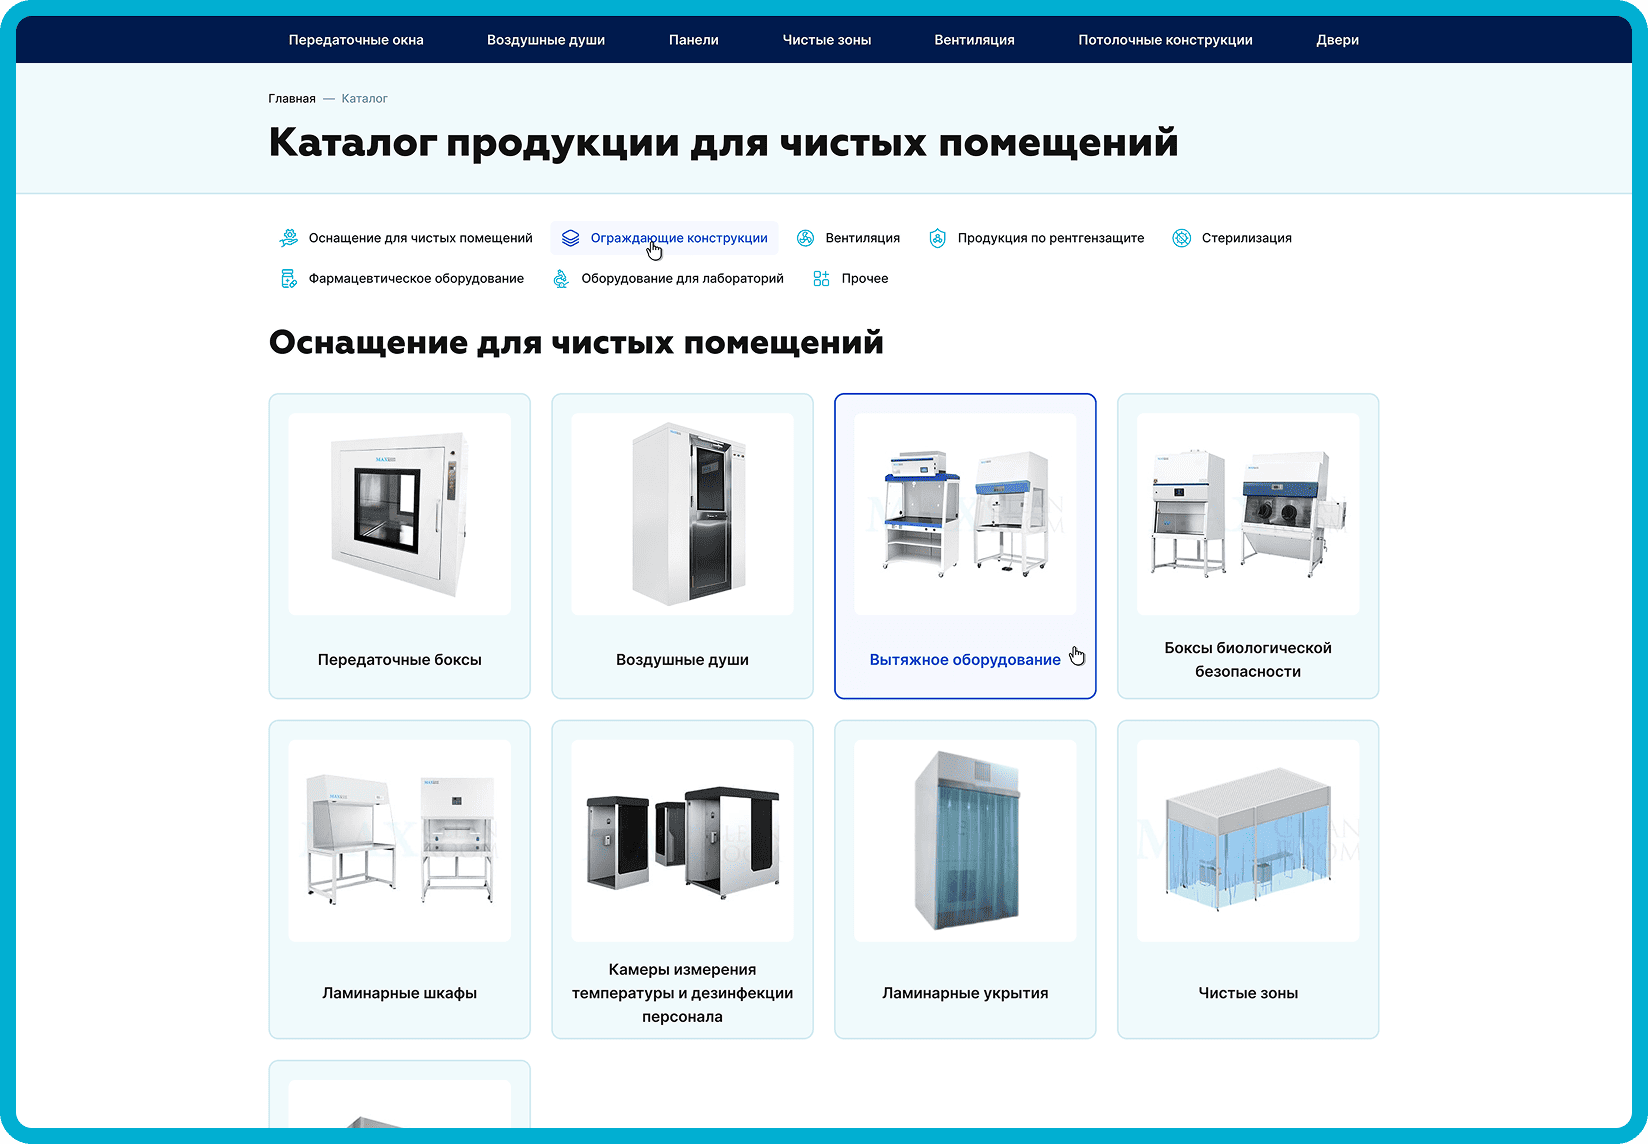 Передаточные окна Воздушные души Панели Чистые зоны Вентиляция Потолочные конструкции Двери
Главная — Каталог
Каталог продукции для чистых помещений
Оснащение для чистых помещений Ограждающие конструкции Вентиляция Продукция по рентгензащите Стерилизация
Фармацевтическое оборудование Оборудование для лабораторий Прочее
Оснащение для чистых помещений
Передаточные боксы
Воздушные души
Вытяжное оборудование
Боксы биологической
безопасности
Ламинарные шкафы
Камеры измерения
температуры и дезинфекции
персонала
Ламинарные укрытия
Чистые зоны